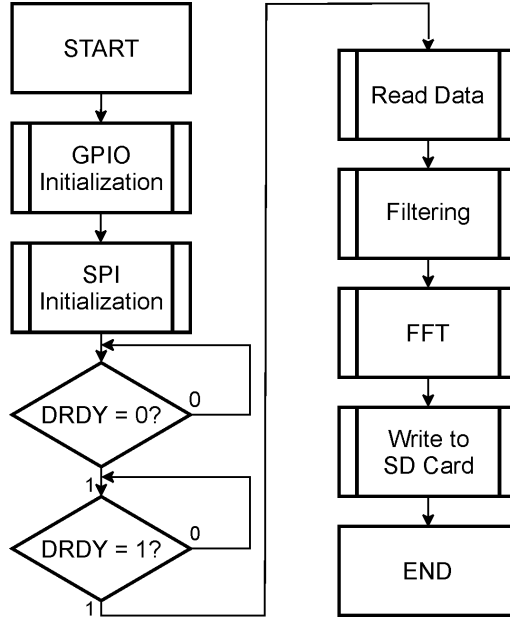 START
GPIO
Initialization
SPI
Initialization
DRDY = 0?
0
1
DRDY = 1?
0
1
Read Data
Filtering
FFT
Write to
SD Card
END